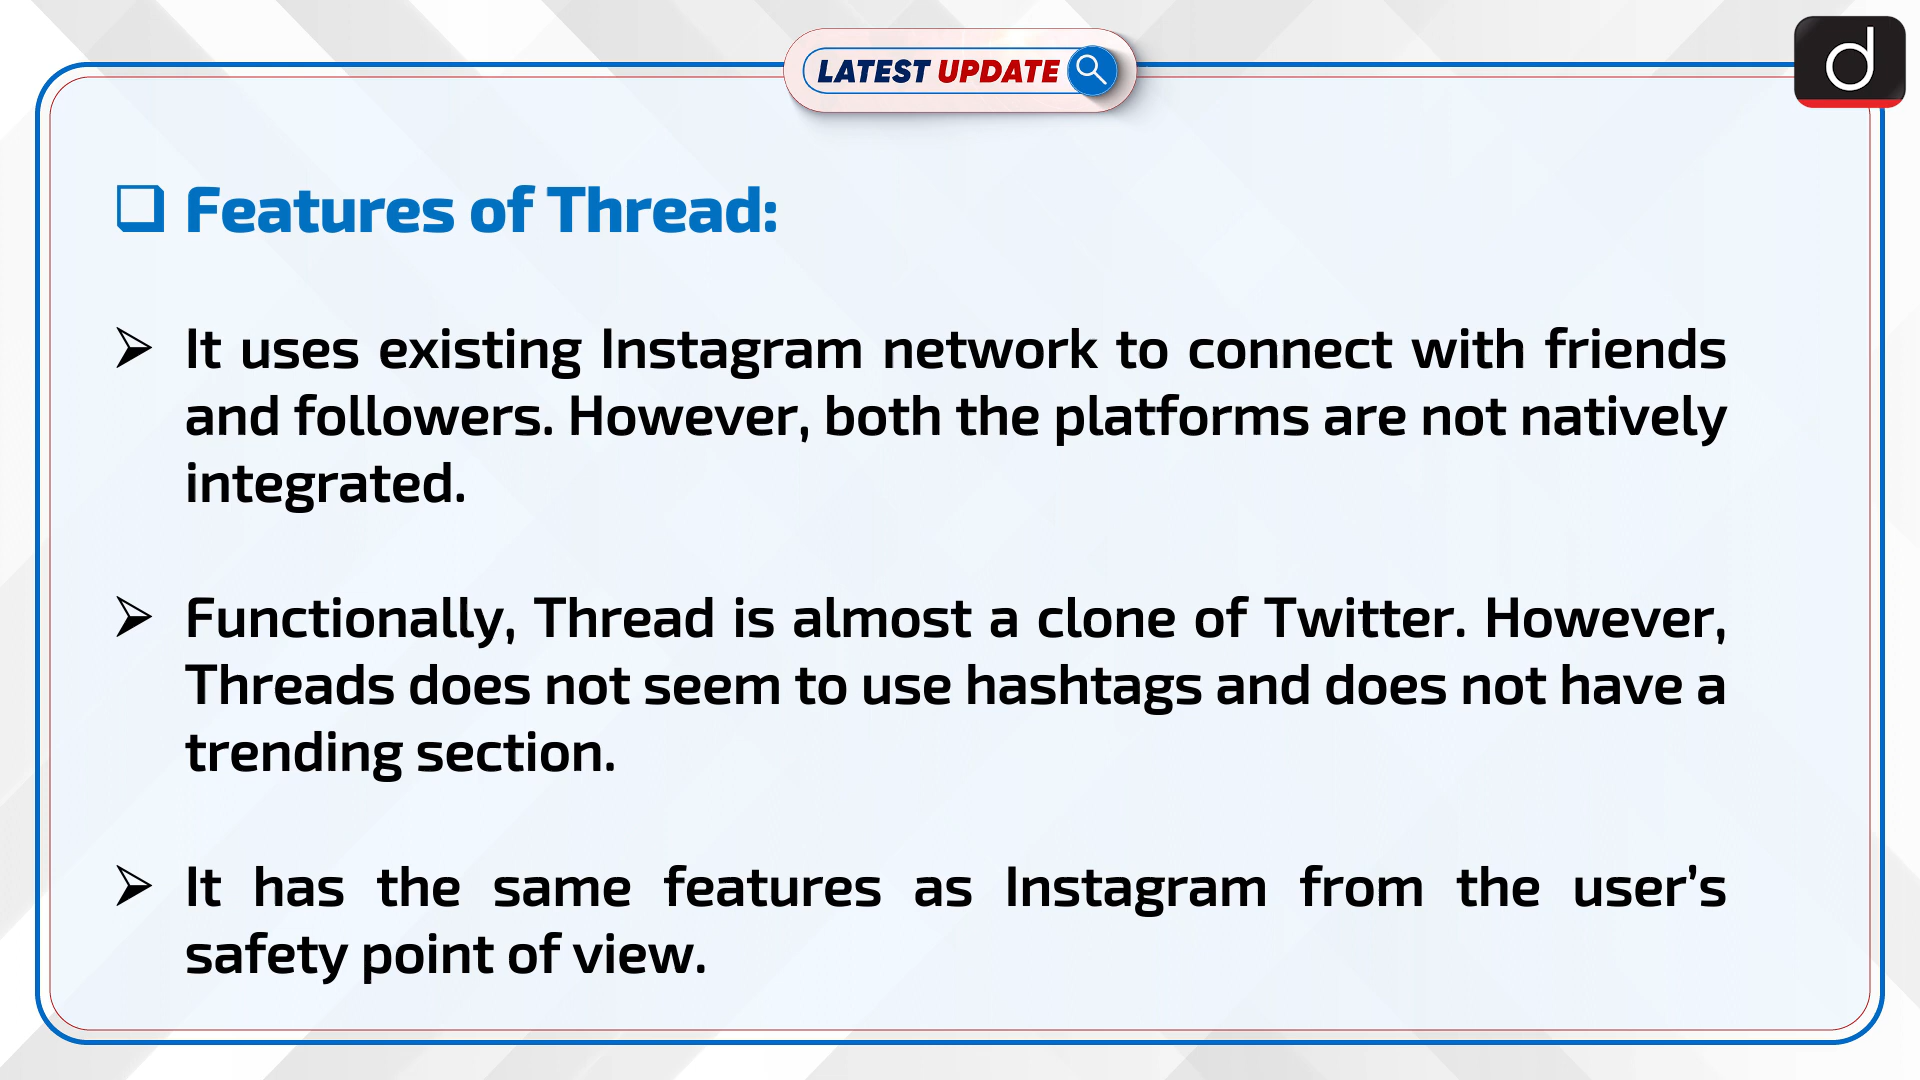 LATEST UPDATE
d
Features of Thread:
It uses existing Instagram network to connect with friends
and followers. However, both the platforms are not natively
integrated.
Functionally, Thread is almost a clone of Twitter. However,
Threads does not seem to use hashtags and does not have a
trending section.
It has the same features as Instagram from the user’s
safety point of view.